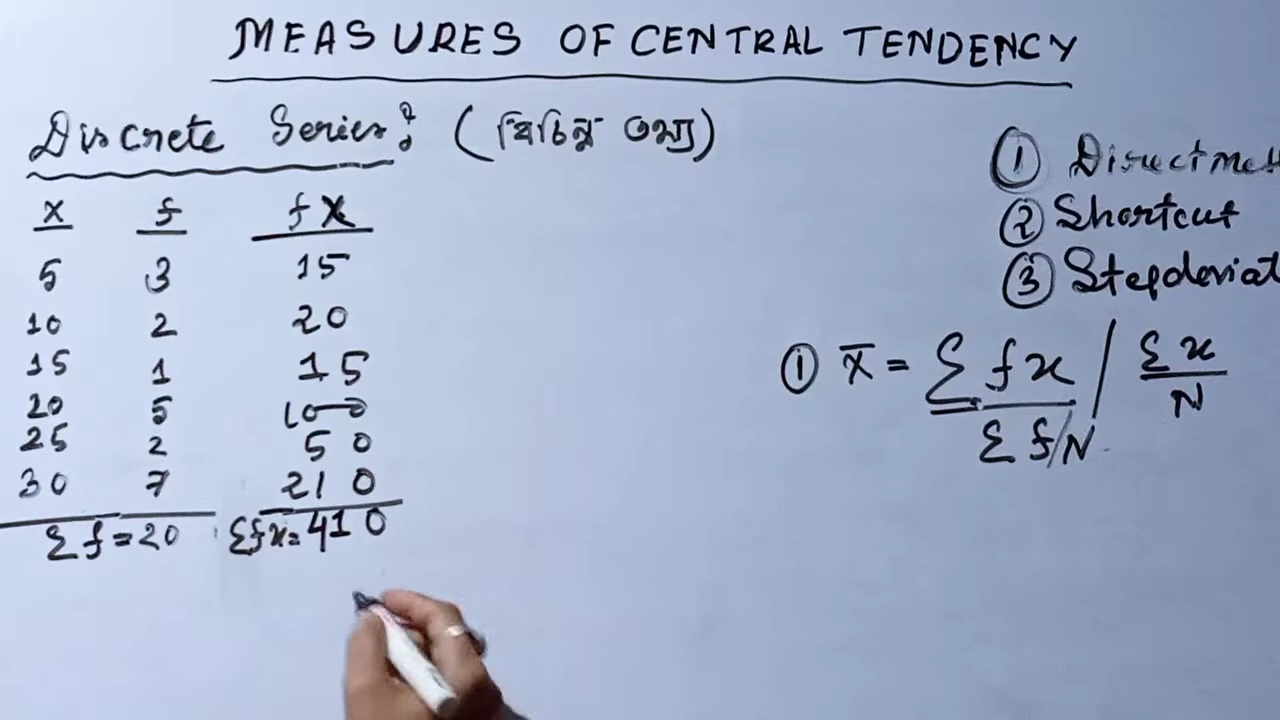 MEASURES OF CENTRAL TENDENCY
Discrete Series: (বিচ্ছিন্ন তথ্য)
x f fx
5 3 15
10 2 20
15 1 15
20 5 100
25 2 50
30 7 210
Σf=20 Σfx=410
① Direct met
② Shortcut
③ Stepdeviat
① x̄ = Σfx / Σx
Σf/N N